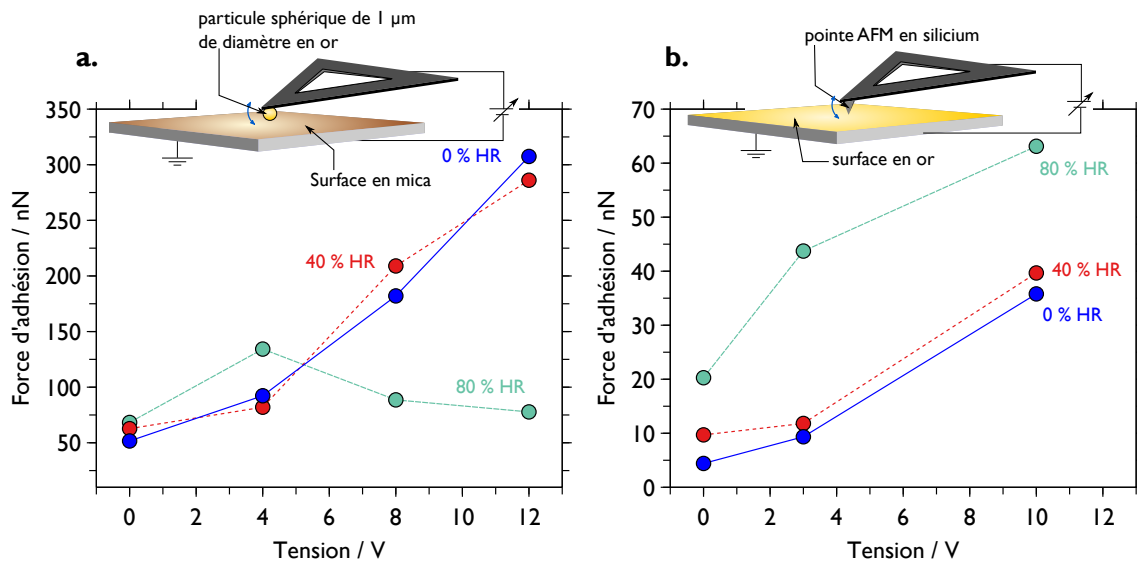 particule sphérique de 1 µm
de diamètre en or
a.
Surface en mica
Force d'adhésion / nN
350
300
250
200
150
100
50
0 % HR
40 % HR
80 % HR
0 2 4 6 8 10 12
Tension / V
pointe AFM en silicium
b.
surface en or
Force d'adhésion / nN
70
60
50
40
30
20
10
0
80 % HR
40 % HR
0 % HR
0 2 4 6 8 10 12
Tension / V